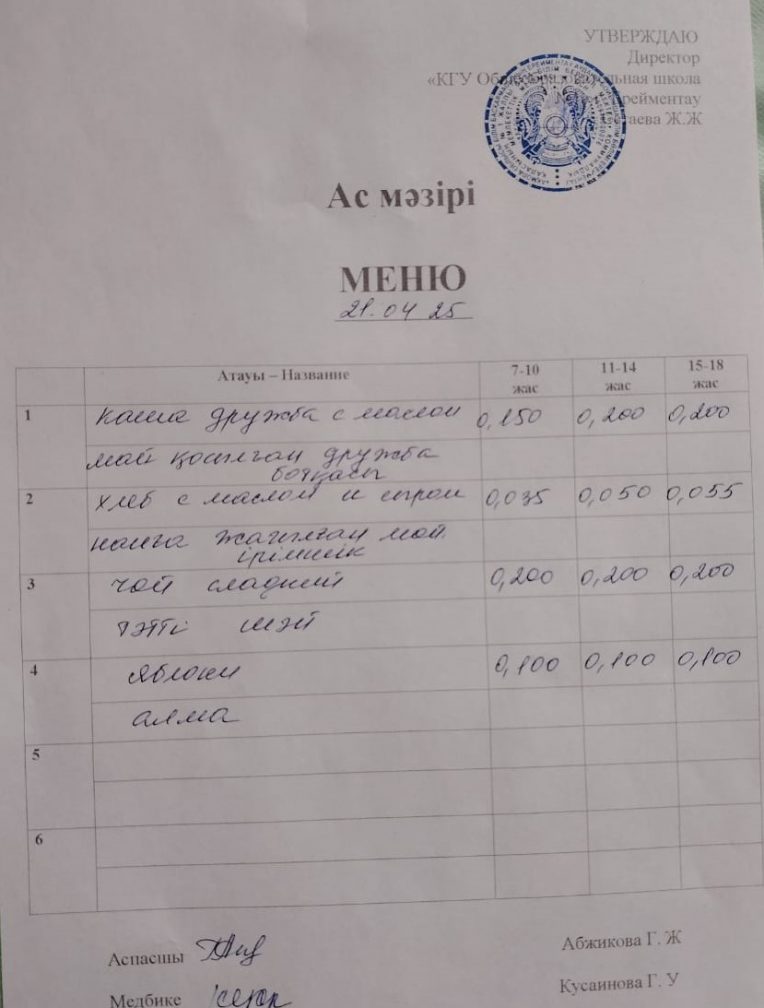 УТВЕРЖДАЮ
Директор
«КГУ школа
Ж.Ж
Ас мәзірі
МЕНЮ
21.04 25
Атауы – Название 7-10 жас 11-14 жас 15-18 жас
1 каша дружба с маслом 0,150 0,200 0,200
май қосылған дружба
ботқасы
2 хлеб с маслом и сыром 0,035 0,050 0,055
нанға жағылған май
ірімшік
3 чай сладкий 0,200 0,200 0,200
тәтті шәй
4 яблоки 0,100 0,100 0,100
алма
5
6
Аспасшы Абжикова Г. Ж
Медбике Кусаинова Г. У